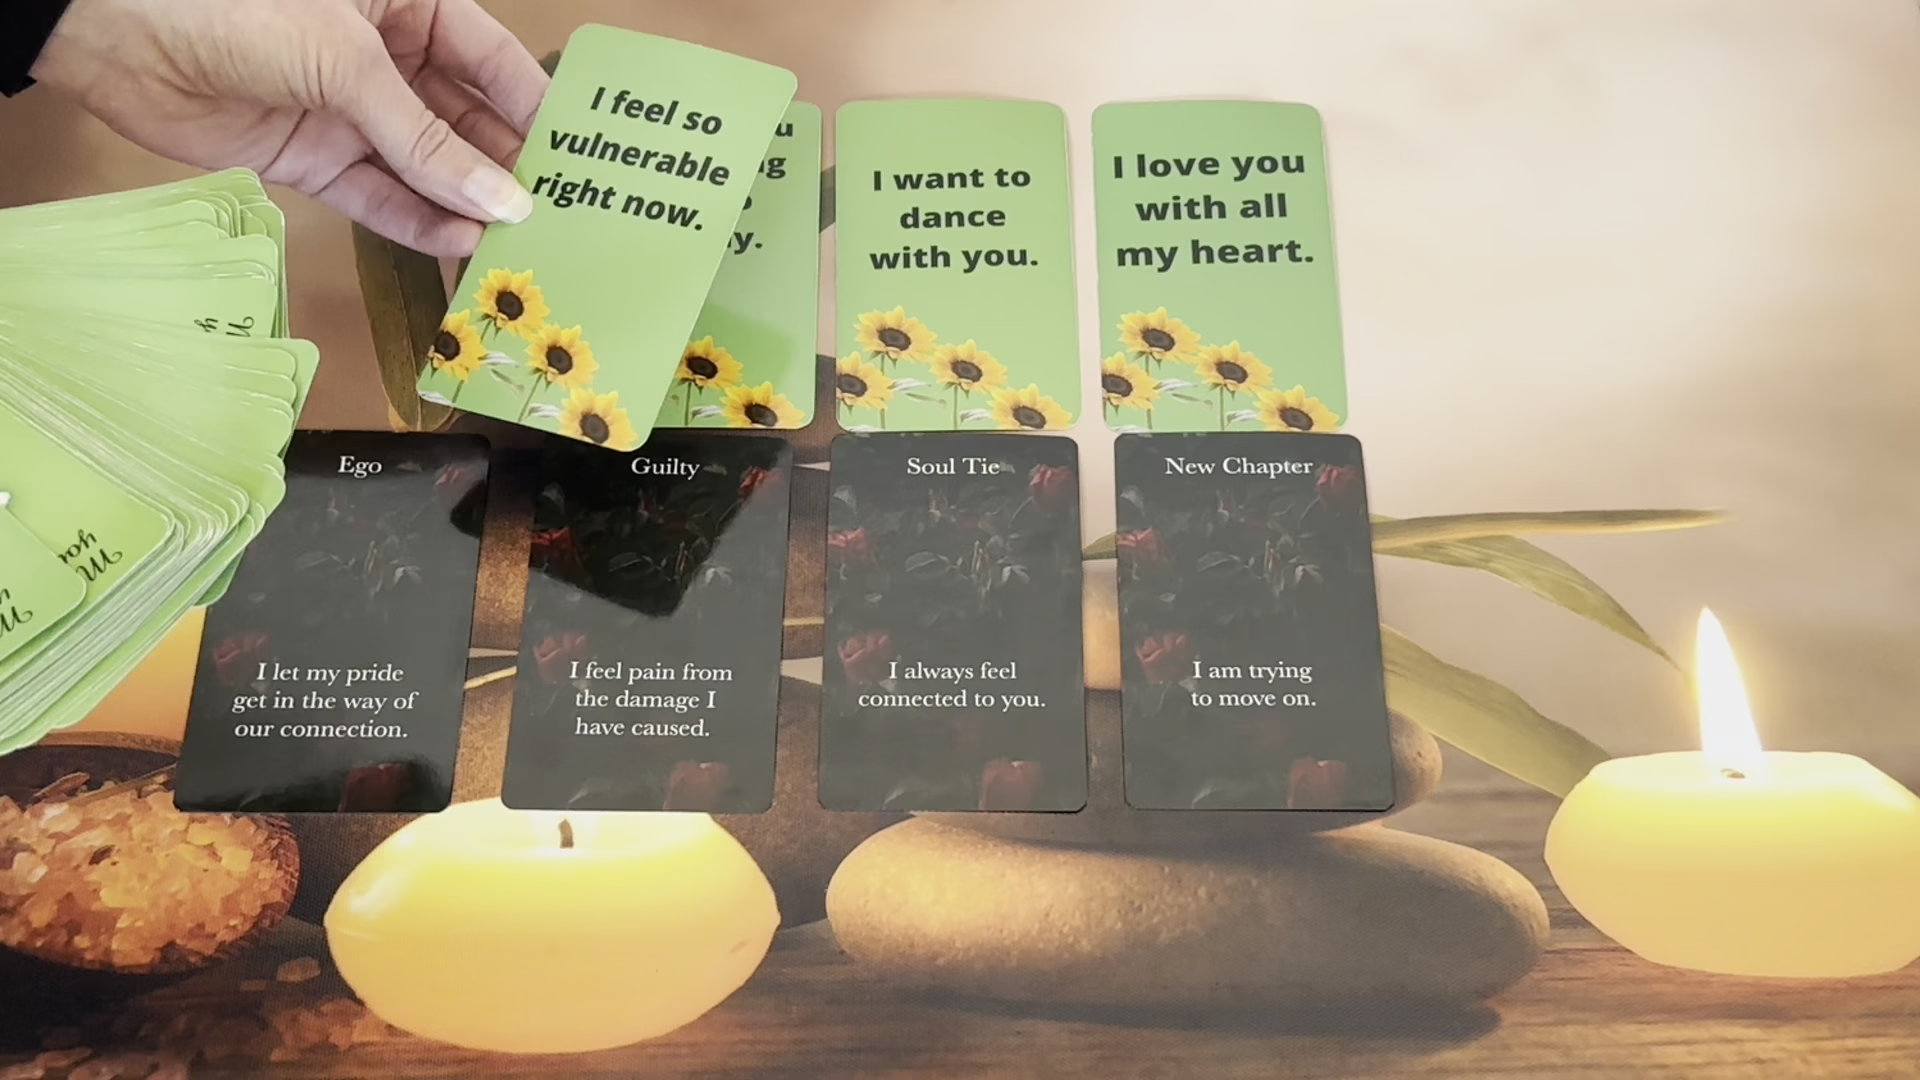 I feel so
vulnerable
right now.
I want to
dance
with you.
I love you
with all
my heart.
Ego
I let my pride
get in the way of
our connection.
Guilty
I feel pain from
the damage I
have caused.
Soul Tie
I always feel
connected to you.
New Chapter
I am trying
to move on.